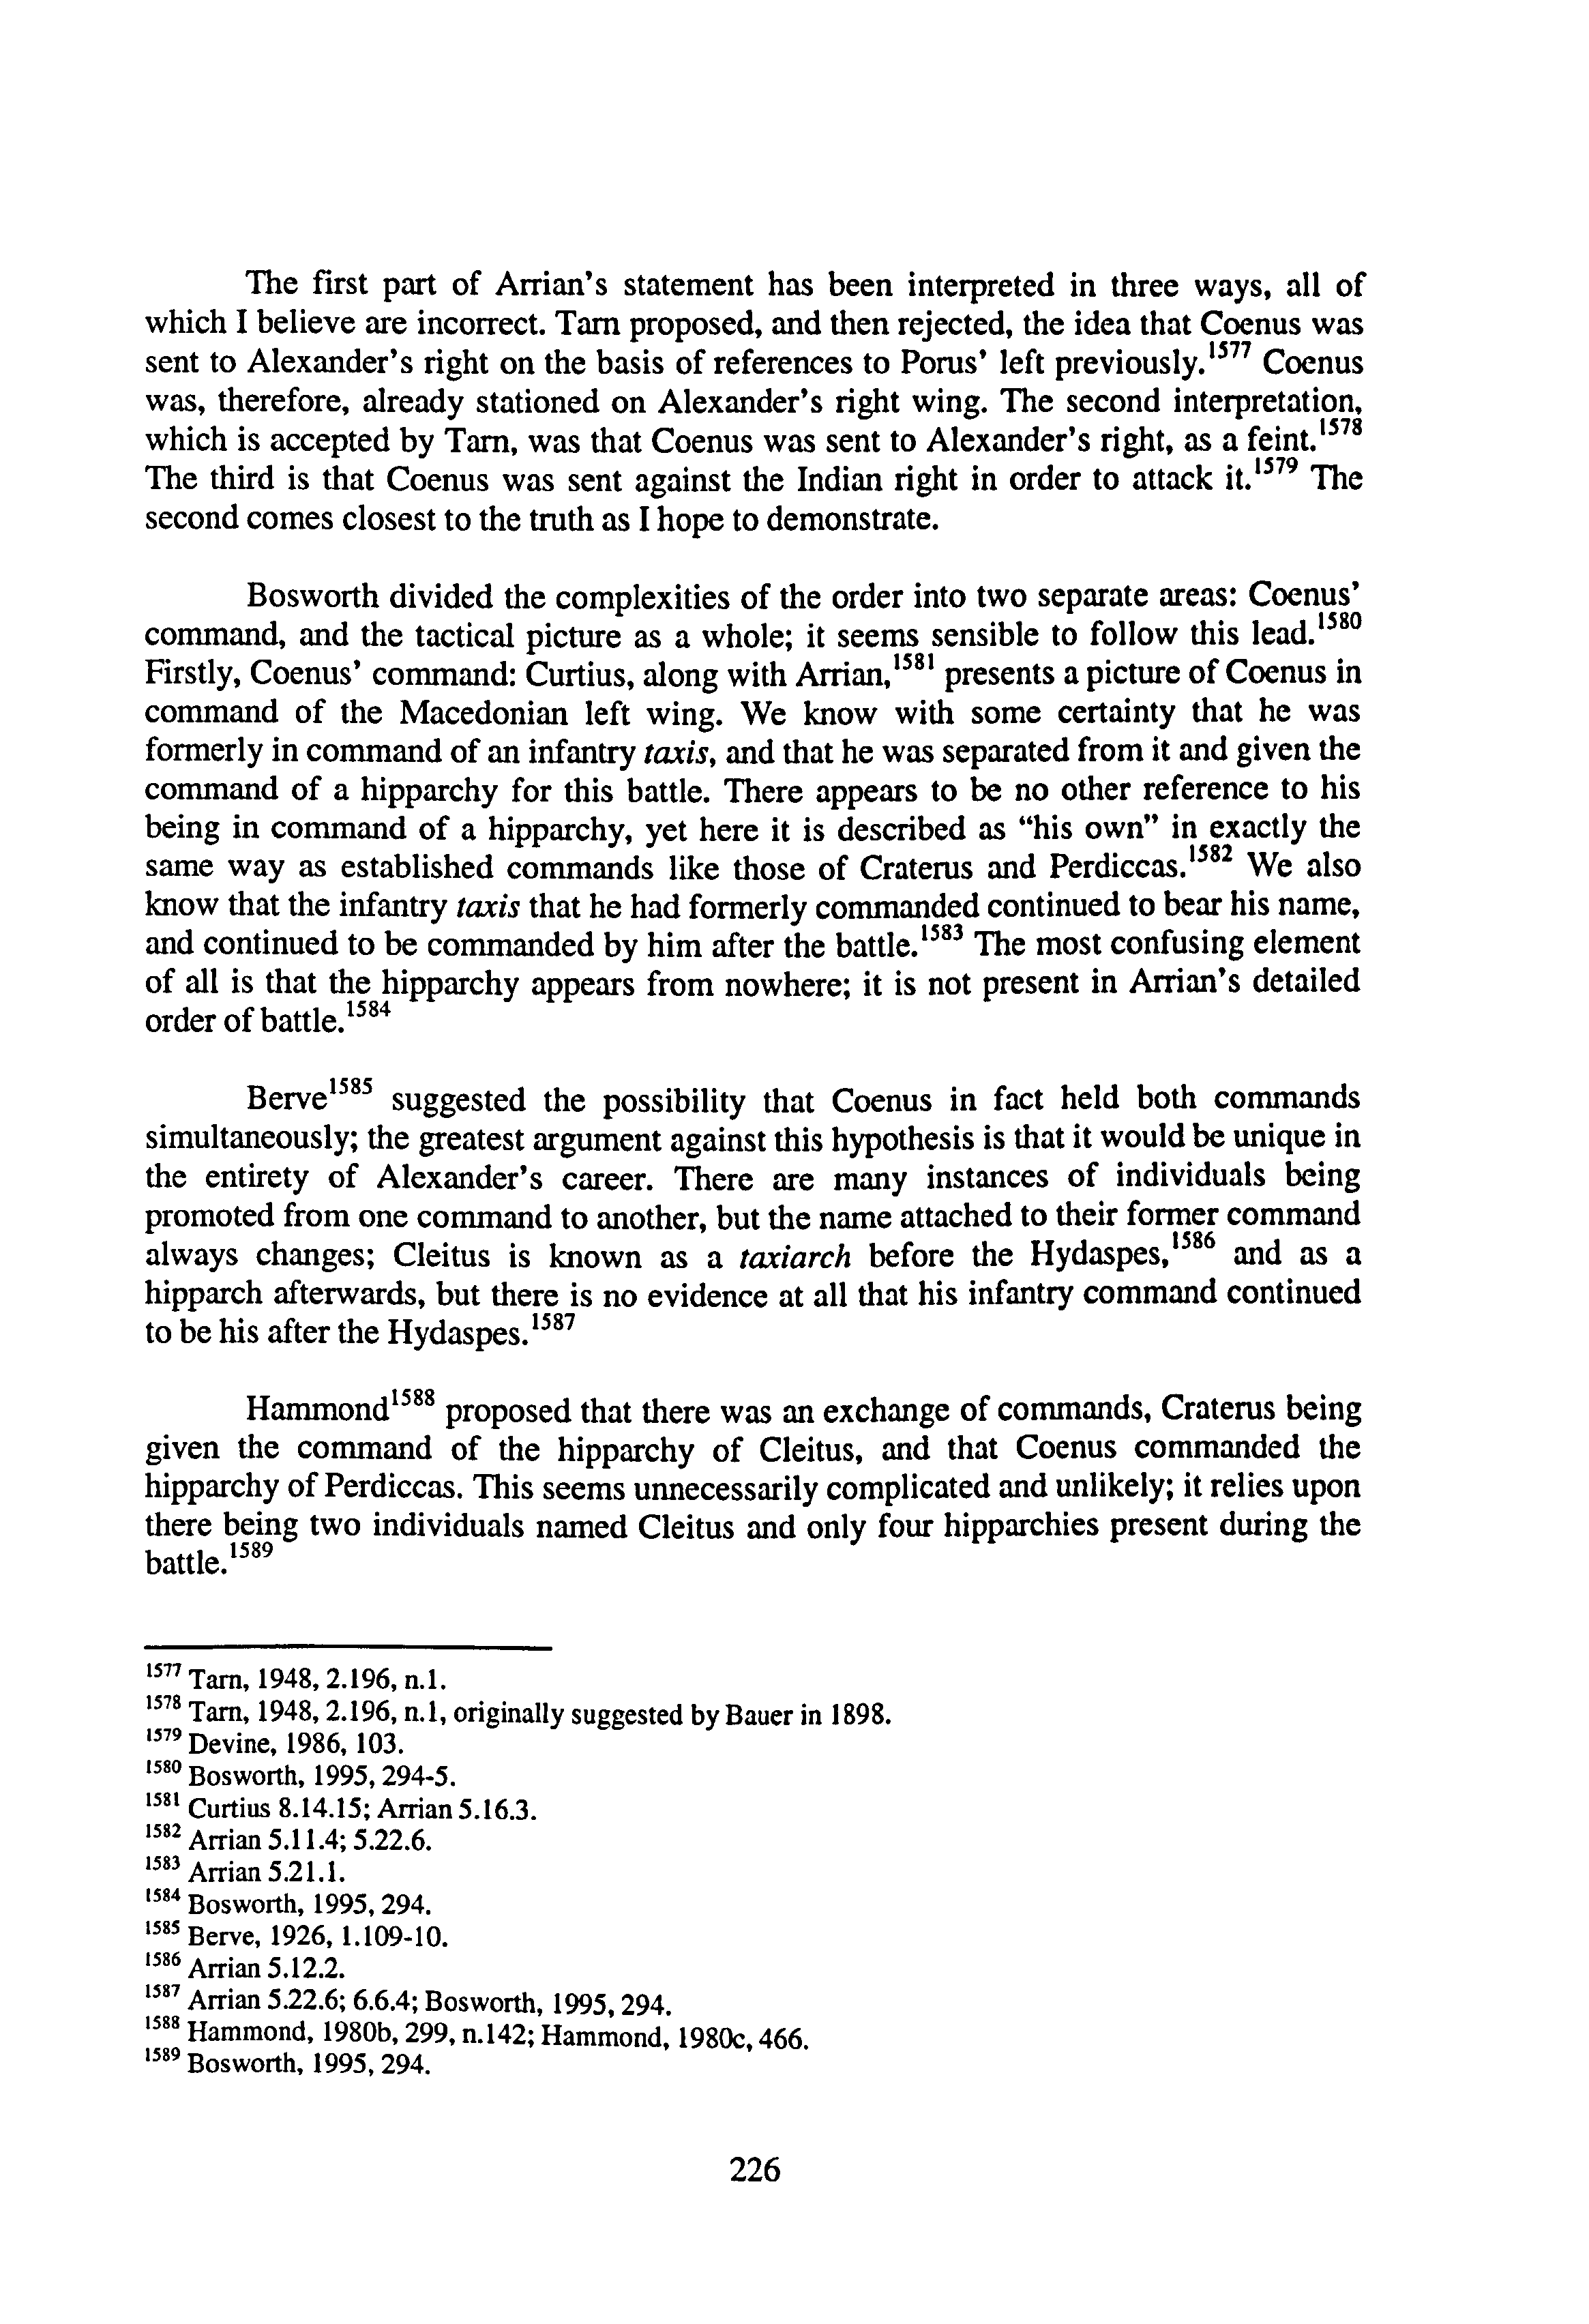 The first part of Arrian's statement has been interpreted in three ways, all of
which I believe are incorrect. Tarn proposed, and then rejected, the idea that Coenus was
sent to Alexander's right on the basis of references to Porus' left previously.1577 Coenus
was, therefore, already stationed on Alexander's right wing. The second interpretation,
which is accepted by Tarn, was that Coenus was sent to Alexander's right, as a feint.1578
The third is that Coenus was sent against the Indian right in order to attack it.1579 The
second comes closest to the truth as I hope to demonstrate.
Bosworth divided the complexities of the order into two separate areas: Coenus'
command, and the tactical picture as a whole; it seems sensible to follow this lead.1580
Firstly, Coenus' command: Curtius, along with Arrian,1581 presents a picture of Coenus in
command of the Macedonian left wing. We know with some certainty that he was
formerly in command of an infantry taxis, and that he was separated from it and given the
command of a hipparchy for this battle. There appears to be no other reference to his
being in command of a hipparchy, yet here it is described as “his own” in exactly the
same way as established commands like those of Craterus and Perdiccas.1582 We also
know that the infantry taxis that he had formerly commanded continued to bear his name,
and continued to be commanded by him after the battle.1583 The most confusing element
of all is that the hipparchy appears from nowhere; it is not present in Arrian's detailed
order of battle.1584
Berve1585 suggested the possibility that Coenus in fact held both commands
simultaneously; the greatest argument against this hypothesis is that it would be unique in
the entirety of Alexander's career. There are many instances of individuals being
promoted from one command to another, but the name attached to their former command
always changes; Cleitus is known as a taxiarch before the Hydaspes,1586 and as a
hipparch afterwards, but there is no evidence at all that his infantry command continued
to be his after the Hydaspes.1587
Hammond1588 proposed that there was an exchange of commands, Craterus being
given the command of the hipparchy of Cleitus, and that Coenus commanded the
hipparchy of Perdiccas. This seems unnecessarily complicated and unlikely; it relies upon
there being two individuals named Cleitus and only four hipparchies present during the
battle.1589
1577 Tarn, 1948, 2.196, n.1.
1578 Tarn, 1948, 2.196, n.1, originally suggested by Bauer in 1898.
1579 Devine, 1986, 103.
1580 Bosworth, 1995, 294-5.
1581 Curtius 8.14.15; Arrian 5.16.3.
1582 Arrian 5.11.4; 5.22.6.
1583 Arrian 5.21.1.
1584 Bosworth, 1995, 294.
1585 Berve, 1926, 1.109-10.
1586 Arrian 5.12.2.
1587 Arrian 5.22.6; 6.6.4; Bosworth, 1995, 294.
1588 Hammond, 1980b, 299, n.142; Hammond, 1980c, 466.
1589 Bosworth, 1995, 294.
226